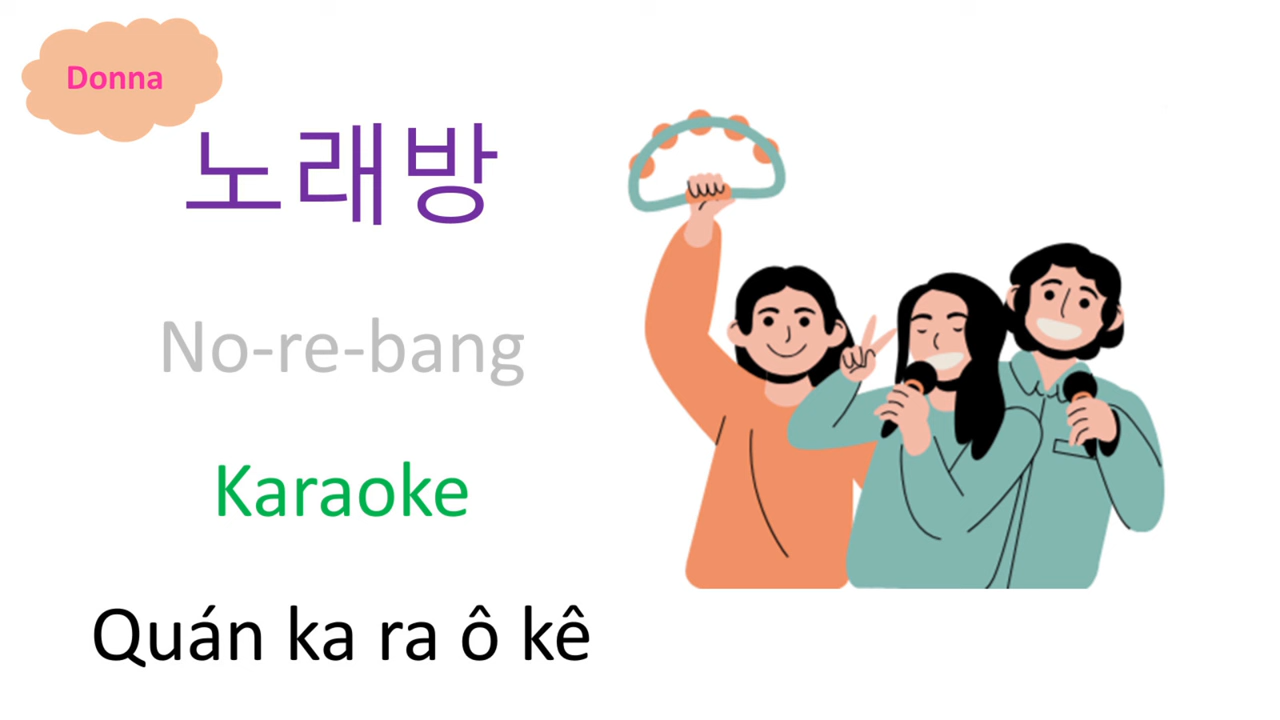 Donna
노래방
No-re-bang
Karaoke
Quán ka ra ô kê